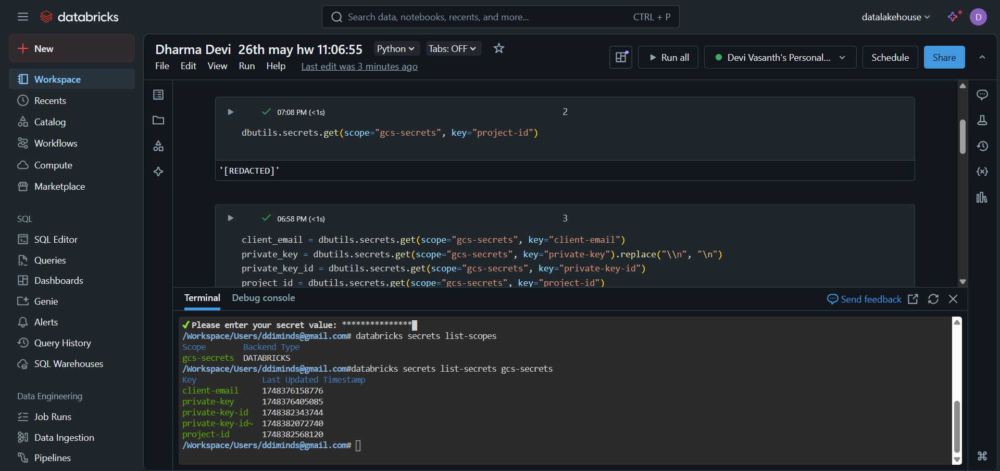 databricks
Search data, notebooks, recents, and more...
CTRL + P
datalakehouse
D
New
Workspace
Recents
Catalog
Workflows
Compute
Marketplace
SQL
SQL Editor
Queries
Dashboards
Genie
Alerts
Query History
SQL Warehouses
Data Engineering
Job Runs
Data Ingestion
Pipelines
Dharma Devi 26th may hw 11:06:55
Python
Tabs: OFF
File Edit View Run Help Last edit was 3 minutes ago
Run all
Devi Vasanth's Personal...
Schedule
Share
07:08 PM (<1s)
2
dbutils.secrets.get(scope="gcs-secrets", key="project-id")
'[REDACTED]'
06:58 PM (<1s)
3
client_email = dbutils.secrets.get(scope="gcs-secrets", key="client-email")
private_key = dbutils.secrets.get(scope="gcs-secrets", key="private-key").replace("\\n", "\n")
private_key_id = dbutils.secrets.get(scope="gcs-secrets", key="private-key-id")
project_id = dbutils.secrets.get(scope="gcs-secrets", key="project-id")
Terminal
Debug console
Send feedback
✓Please enter your secret value: ***************
/Workspace/Users/ddiminds@gmail.com# databricks secrets list-scopes
Scope Backend Type
gcs-secrets DATABRICKS
/Workspace/Users/ddiminds@gmail.com#databricks secrets list-secrets gcs-secrets
Key Last Updated Timestamp
client-email 1748376158776
private-key 1748376405085
private-key-id 1748382343744
private-key-id~ 1748382072740
project-id 1748382568120
/Workspace/Users/ddiminds@gmail.com#